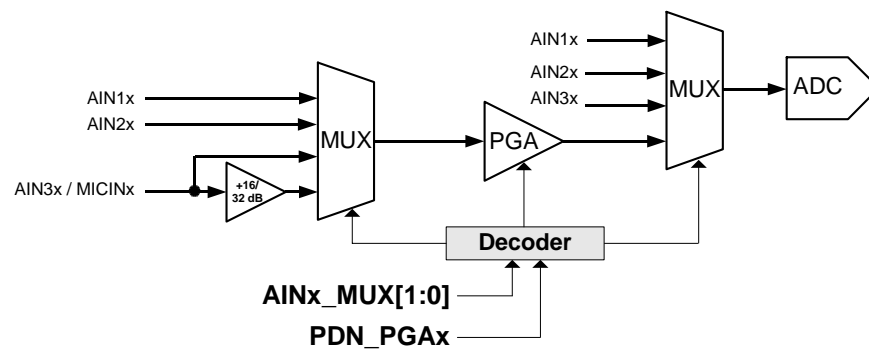 AIN1x
AIN2x
AIN3x / MICINx
+16/
32 dB
MUX
PGA
AIN1x
AIN2x
AIN3x
MUX
ADC
Decoder
AINx_MUX[1:0]
PDN_PGAx